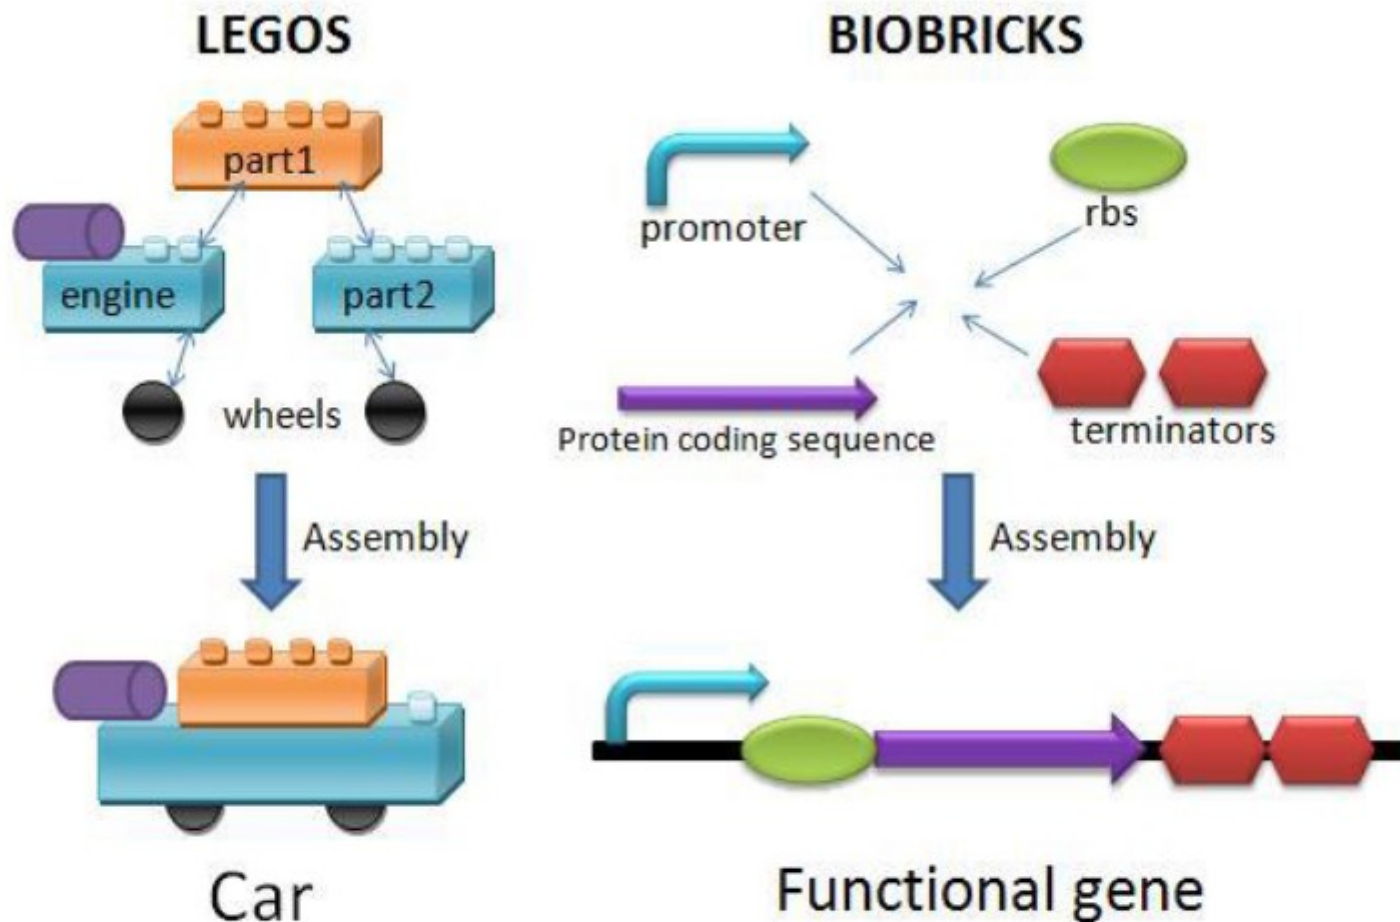 LEGOS
part1
engine
part2
wheels
Assembly
Car
BIOBRICKS
promoter
rbs
Protein coding sequence
terminators
Assembly
Functional gene